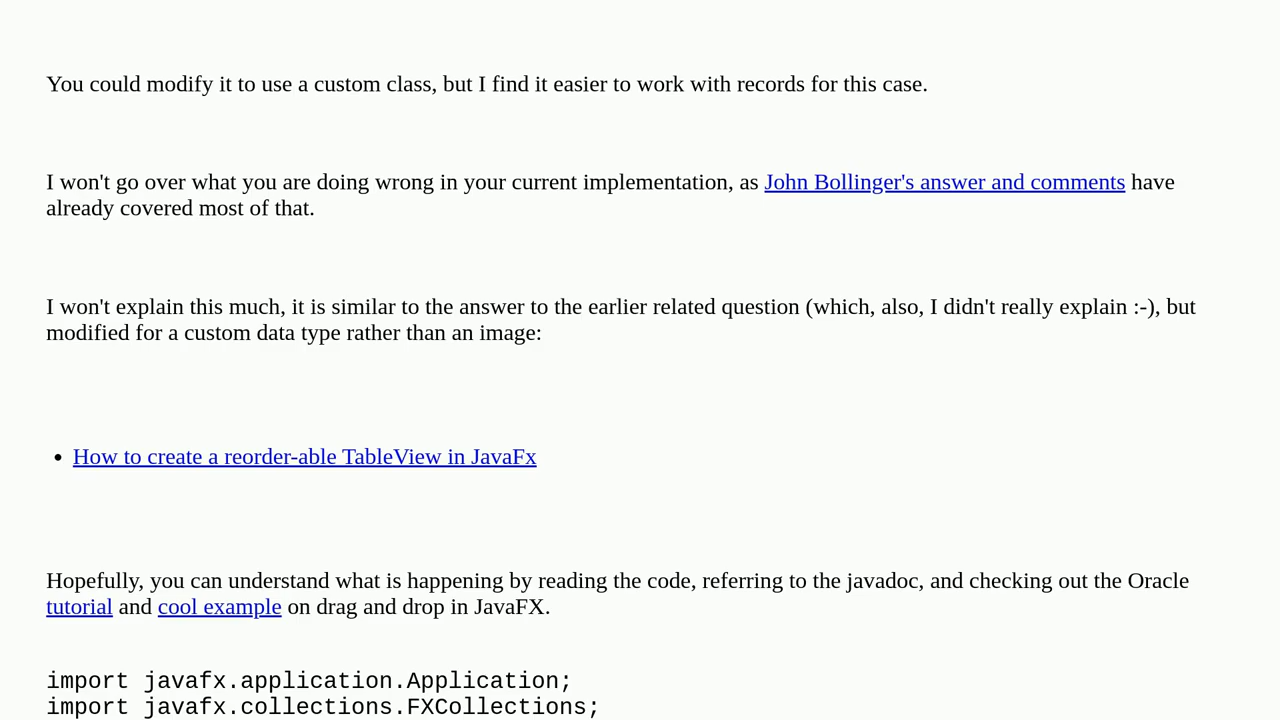 You could modify it to use a custom class, but I find it easier to work with records for this case.
I won't go over what you are doing wrong in your current implementation, as John Bollinger's answer and comments have
already covered most of that.
I won't explain this much, it is similar to the answer to the earlier related question (which, also, I didn't really explain :-), but
modified for a custom data type rather than an image:
• How to create a reorder-able TableView in JavaFx
Hopefully, you can understand what is happening by reading the code, referring to the javadoc, and checking out the Oracle
tutorial and cool example on drag and drop in JavaFX.
import javafx.application.Application;
import javafx.collections.FXCollections;